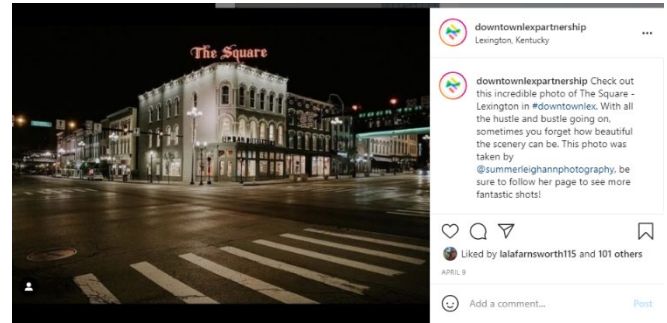 The Square
downtownlexpartnership
Lexington, Kentucky
downtownlexpartnership Check out
this incredible photo of The Square -
Lexington in #downtownlex. With all
the hustle and bustle going on,
sometimes you forget how beautiful
the scenery can be. This photo was
taken by
@summerleighannphotography, be
sure to follow her page to see more
fantastic shots!
Liked by lalafarnsworth115 and 101 others
APRIL 9
Add a comment...
Post